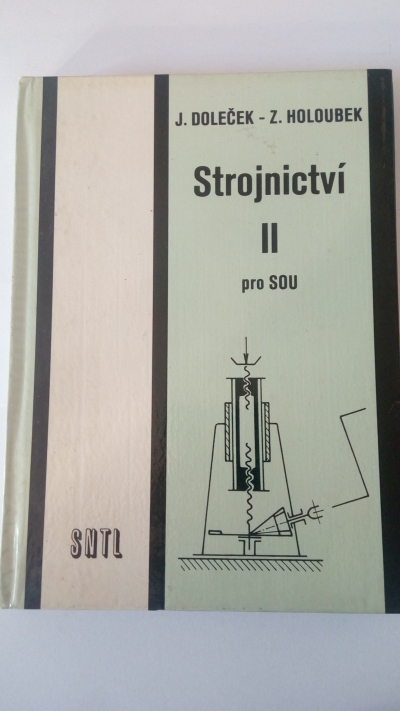 J. DOLEČEK - Z. HOLOUBEK
Strojnictví
II
pro SOU
SNTL